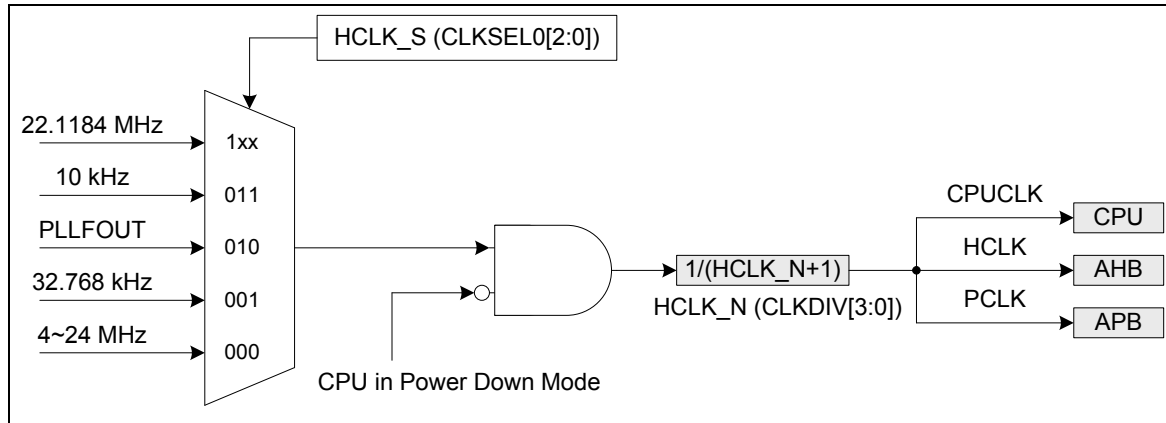 HCLK_S (CLKSEL0[2:0])
22.1184 MHz
1xx
10 kHz
011
PLLFOUT
010
32.768 kHz
001
4~24 MHz
000
CPU in Power Down Mode
1/(HCLK_N+1)
HCLK_N (CLKDIV[3:0])
CPUCLK
CPU
HCLK
AHB
PCLK
APB